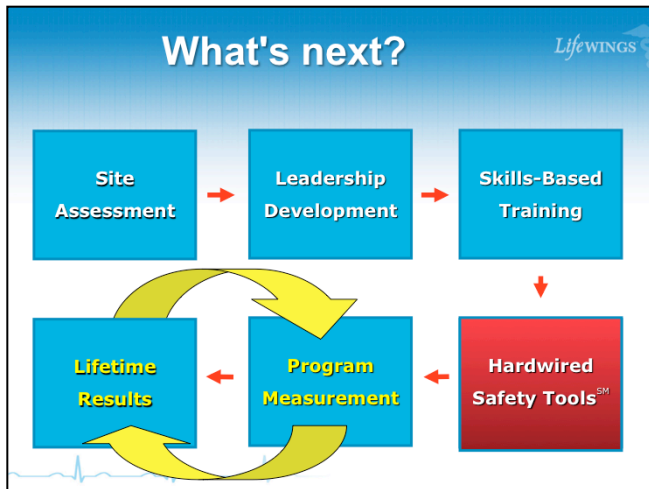 What's next?
LifeWINGS
Site
Assessment
Leadership
Development
Skills-Based
Training
Lifetime
Results
Program
Measurement
Hardwired
Safety Tools℠